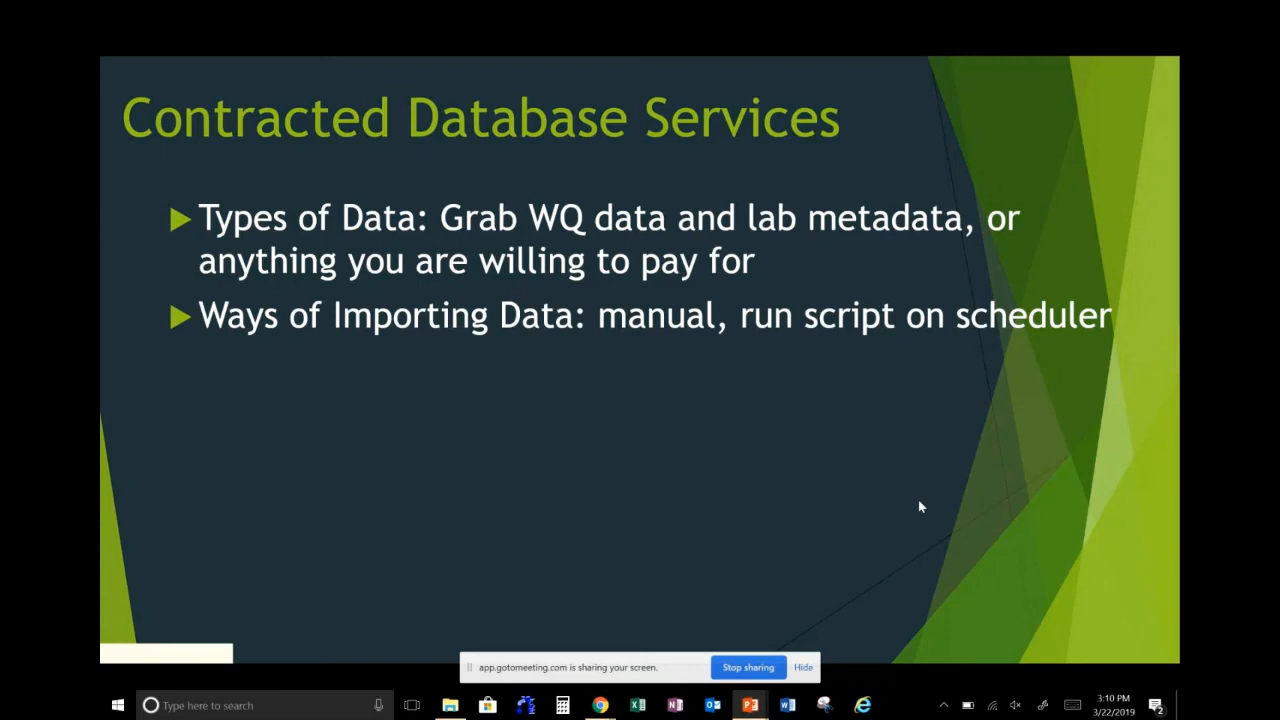 Contracted Database Services
Types of Data: Grab WQ data and lab metadata, or
anything you are willing to pay for
Ways of Importing Data: manual, run script on scheduler
app.gotomeeting.com is sharing your screen.
Stop sharing
Hide
Type here to search
3:10 PM
3/22/2019
2